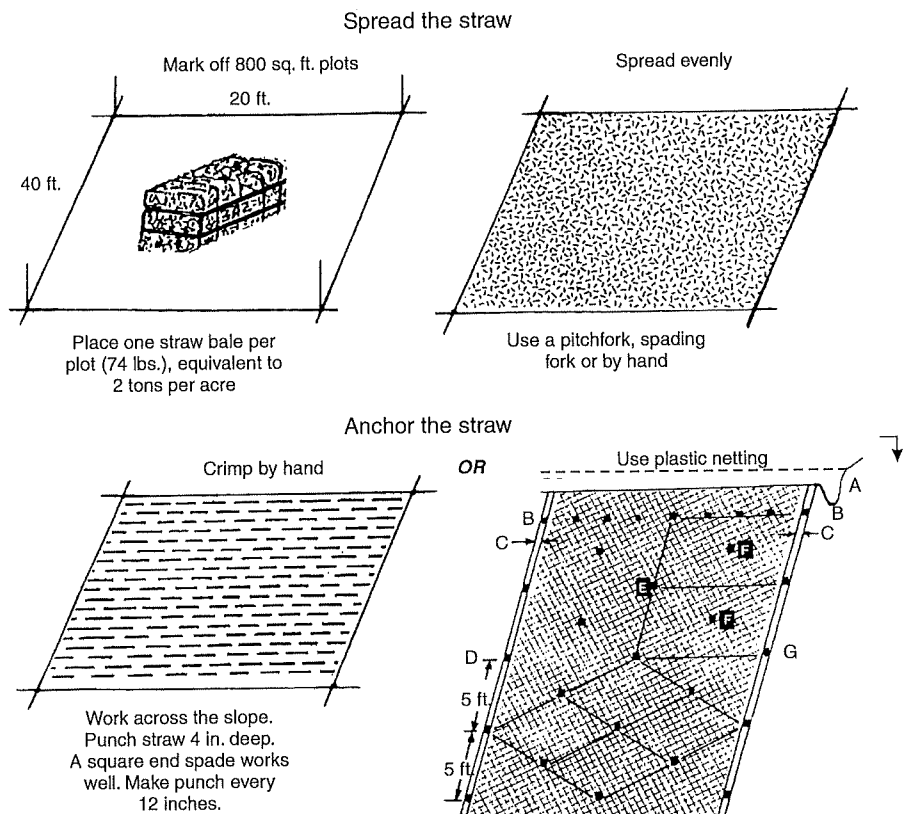 Spread the straw
Mark off 800 sq. ft. plots
20 ft.
40 ft.
Place one straw bale per
plot (74 lbs.), equivalent to
2 tons per acre
Spread evenly
Use a pitchfork, spading
fork or by hand
Anchor the straw
Crimp by hand
Work across the slope.
Punch straw 4 in. deep.
A square end spade works
well. Make punch every
12 inches.
OR
Use plastic netting
A
B
B
C
C
F
E
F
D
G
5 ft.
5 ft.